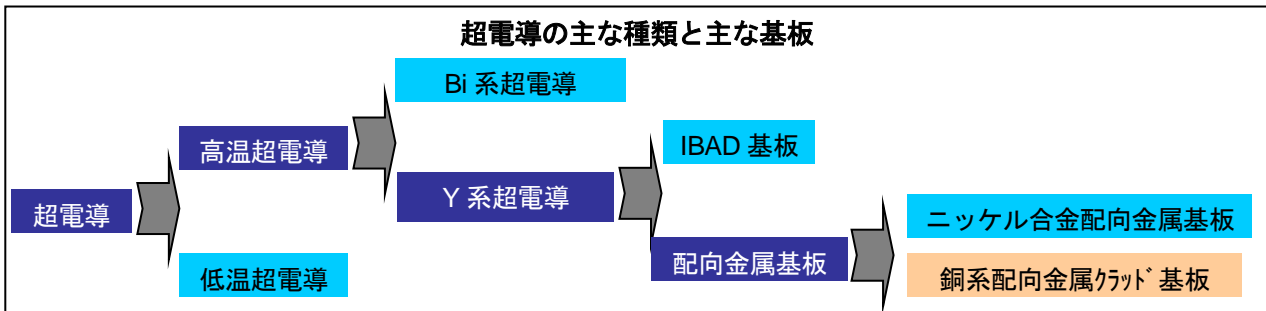 超電導の主な種類と主な基板
Bi 系超電導
高温超電導
IBAD 基板
Y 系超電導
超電導
ニッケル合金配向金属基板
配向金属基板
低温超電導
銅系配向金属ｸﾗｯﾄﾞ基板